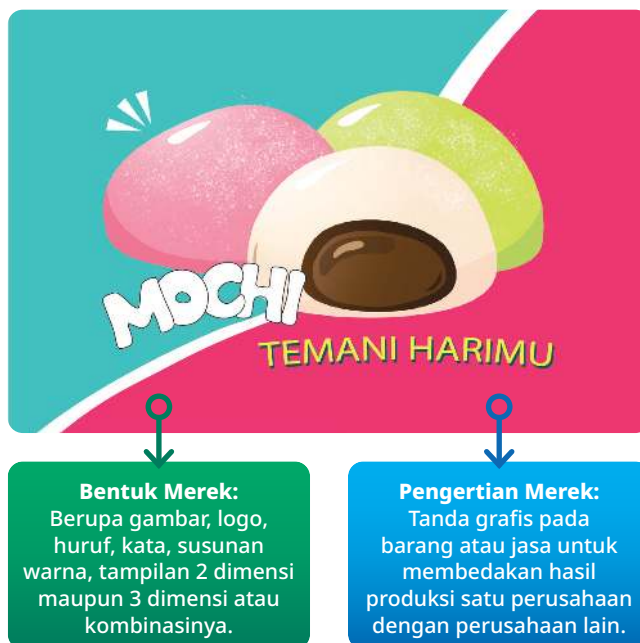 MOCHI
TEMANI HARIMU
Bentuk Merek:
Berupa gambar, logo,
huruf, kata, susunan
warna, tampilan 2 dimensi
maupun 3 dimensi atau
kombinasinya.
Pengertian Merek:
Tanda grafis pada
barang atau jasa untuk
membedakan hasil
produksi satu perusahaan
dengan perusahaan lain.